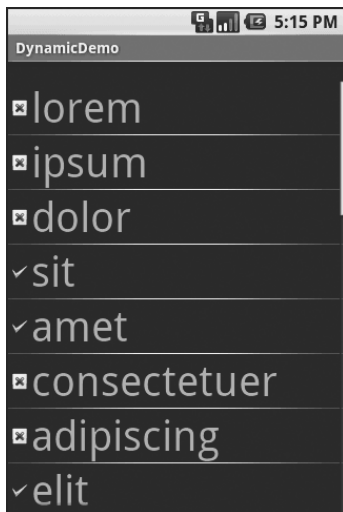 5:15 PM
DynamicDemo
lorem
ipsum
dolor
sit
amet
consectetuer
adipiscing
elit